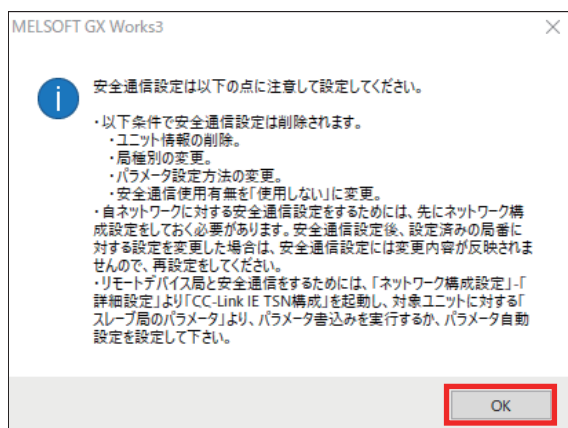 MELSOFT GX Works3
安全通信設定は以下の点に注意して設定してください。
・以下条件で安全通信設定は削除されます。
・ユニット情報の削除。
・局種別の変更。
・パラメータ設定方法の変更。
・安全通信使用有無を「使用しない」に変更。
・自ネットワークに対する安全通信設定をするためには、先にネットワーク構
成設定をしておく必要があります。安全通信設定後、設定済みの局番に
対する設定を変更した場合は、安全通信設定には変更内容が反映されま
せんので、再設定をしてください。
・リモートデバイス局と安全通信をするためには、「ネットワーク構成設定」-「
詳細設定」より「CC-Link IE TSN構成」を起動し、対象ユニットに対する「
スレーブ局のパラメータ」より、パラメータ書込みを実行するか、パラメータ自動
設定を設定して下さい。
OK